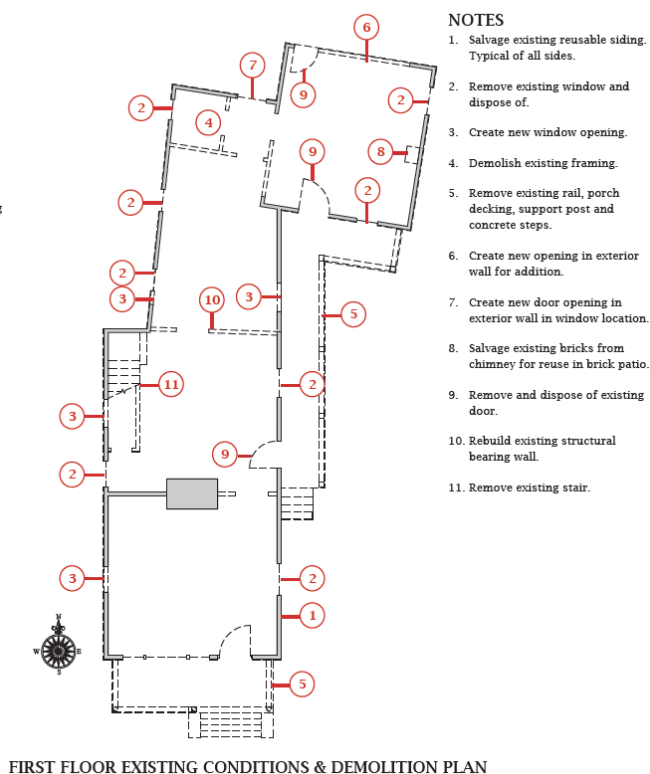 NOTES
1. Salvage existing reusable siding.
Typical of all sides.
2. Remove existing window and
dispose of.
3. Create new window opening.
4. Demolish existing framing.
5. Remove existing rail, porch
decking, support post and
concrete steps.
6. Create new opening in exterior
wall for addition.
7. Create new door opening in
exterior wall in window location.
8. Salvage existing bricks from
chimney for reuse in brick patio.
9. Remove and dispose of existing
door.
10. Rebuild existing structural
bearing wall.
11. Remove existing stair.
6
7
9
2
2
4
8
9
2
2
2
3
3
10
5
11
2
3
9
2
3
2
1
N
W E
S
5
FIRST FLOOR EXISTING CONDITIONS & DEMOLITION PLAN